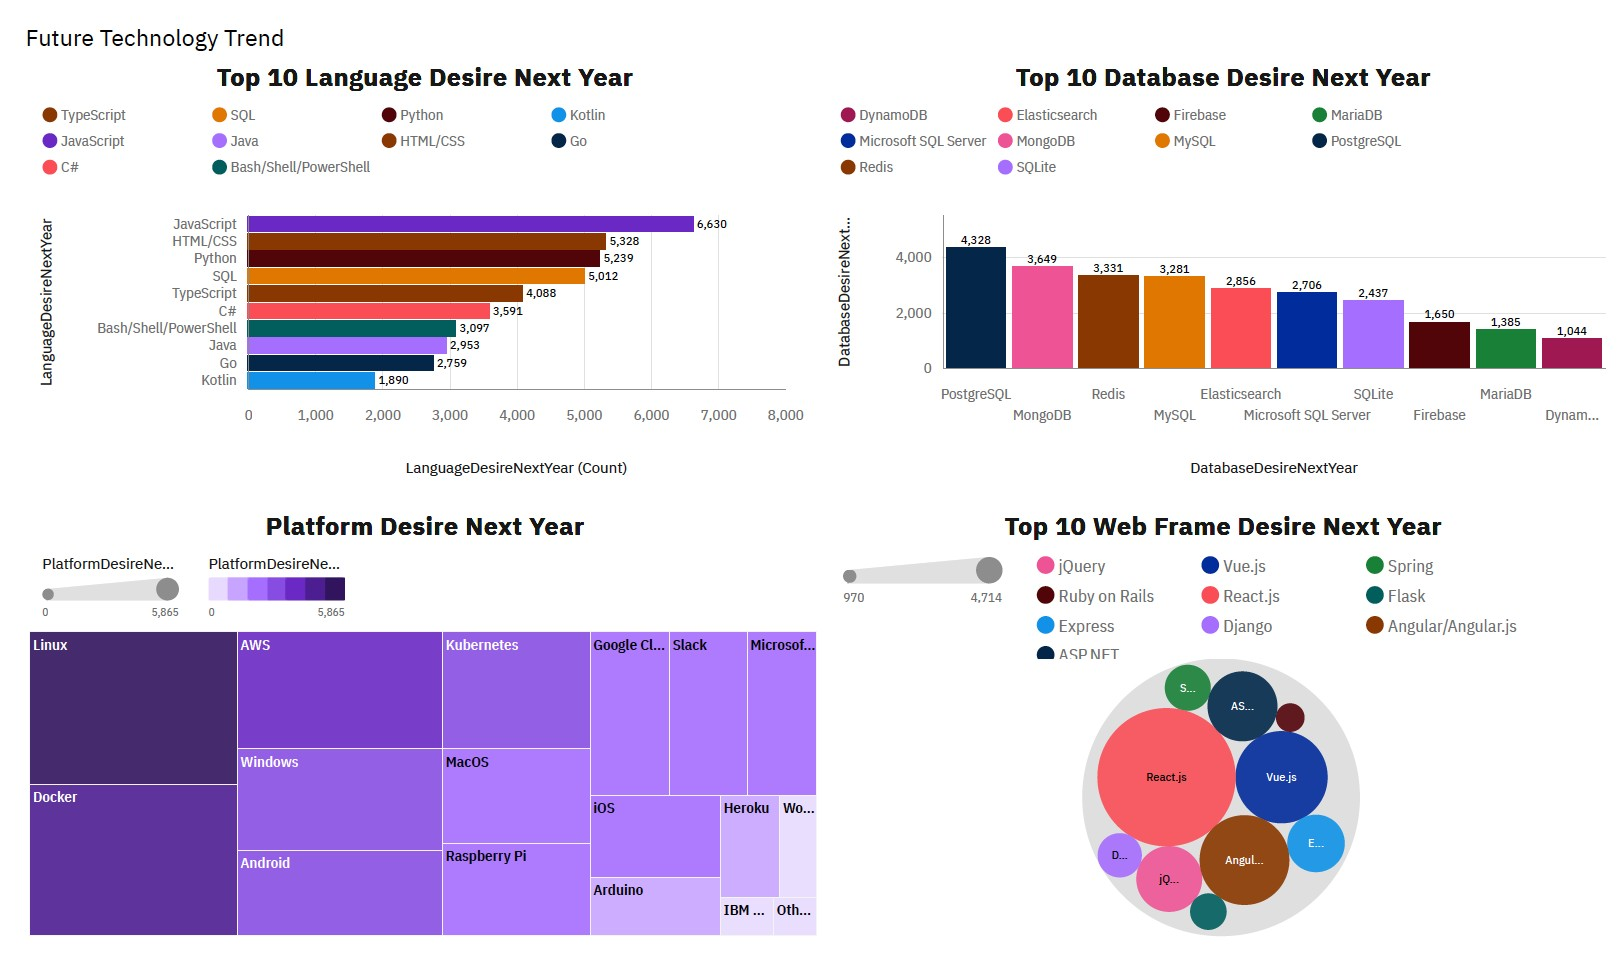 Future Technology Trend
Top 10 Language Desire Next Year
TypeScript SQL Python Kotlin
JavaScript Java HTML/CSS Go
C# Bash/Shell/PowerShell
LanguageDesireNextYear
JavaScript 6,630
HTML/CSS 5,328
Python 5,239
SQL 5,012
TypeScript 4,088
C# 3,591
Bash/Shell/PowerShell 3,097
Java 2,953
Go 2,759
Kotlin 1,890
0 1,000 2,000 3,000 4,000 5,000 6,000 7,000 8,000
LanguageDesireNextYear (Count)
Top 10 Database Desire Next Year
DynamoDB Elasticsearch Firebase MariaDB
Microsoft SQL Server MongoDB MySQL PostgreSQL
Redis SQLite
DatabaseDesireNext...
4,000
2,000
0
4,328 3,649 3,331 3,281 2,856 2,706 2,437 1,650 1,385 1,044
PostgreSQL Redis Elasticsearch SQLite MariaDB
MongoDB MySQL Microsoft SQL Server Firebase Dynam...
DatabaseDesireNextYear
Platform Desire Next Year
PlatformDesireNe... PlatformDesireNe...
0 5,865 0 5,865
Linux AWS Kubernetes Google Cl... Slack Microsof...
Windows MacOS
Docker iOS Heroku Wo...
Android Raspberry Pi
Arduino IBM ... Oth...
Top 10 Web Frame Desire Next Year
970 4,714
jQuery Vue.js Spring
Ruby on Rails React.js Flask
Express Django Angular/Angular.js
ASP.NET
S... AS...
React.js Vue.js
E...
D... Angul...
jQ...